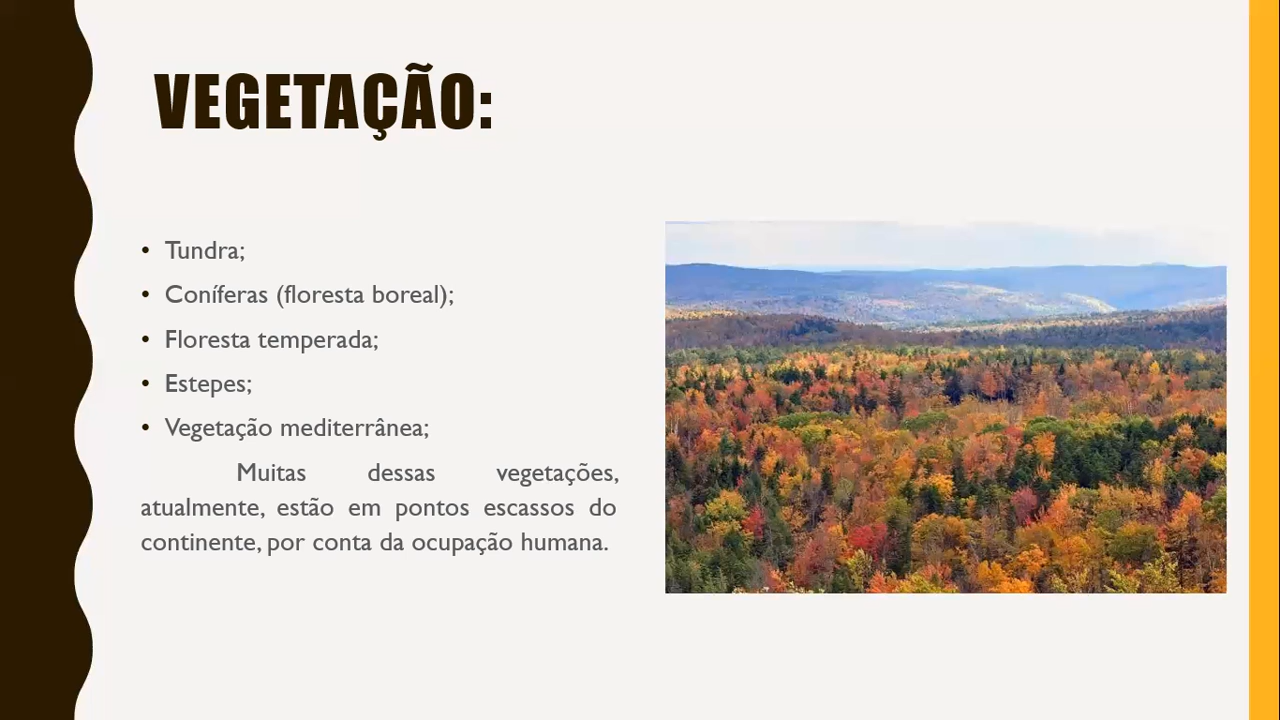 VEGETAÇÃO:
• Tundra;
• Coníferas (floresta boreal);
• Floresta temperada;
• Estepes;
• Vegetação mediterrânea;
Muitas dessas vegetações,
atualmente, estão em pontos escassos do
continente, por conta da ocupação humana.